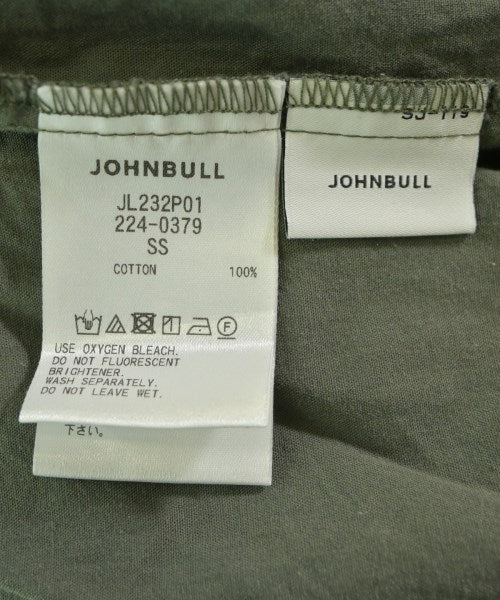 JOHNBULL
JL232P01
224-0379
SS
COTTON 100%
USE OXYGEN BLEACH.
DO NOT FLUORESCENT
BRIGHTENER.
WASH SEPARATELY.
DO NOT LEAVE WET.
下さい。
JOHNBULL